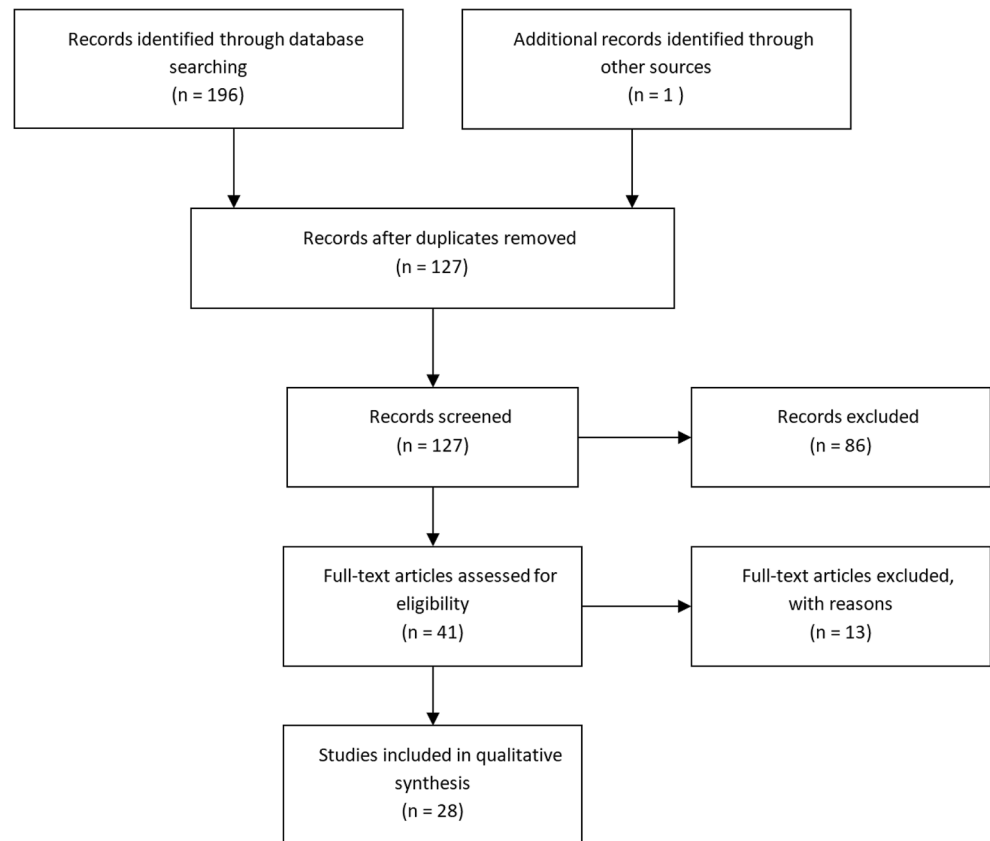 Records identified through database
searching
(n = 196)
Additional records identified through
other sources
(n = 1 )
Records after duplicates removed
(n = 127)
Records screened
(n = 127)
Records excluded
(n = 86)
Full-text articles assessed for
eligibility
(n = 41)
Full-text articles excluded,
with reasons
(n = 13)
Studies included in qualitative
synthesis
(n = 28)